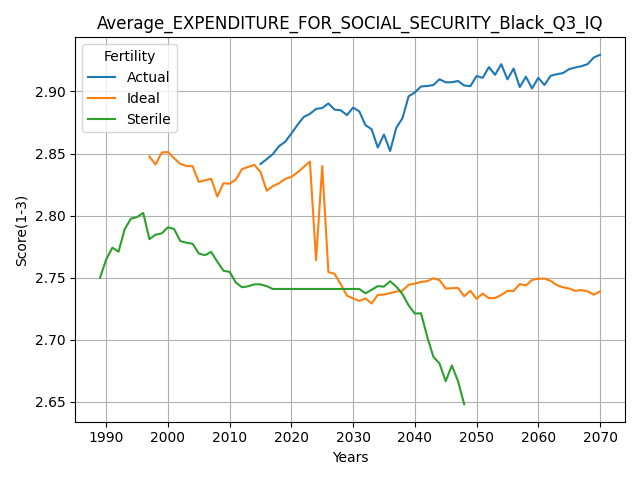 Average_EXPENDITURE_FOR_SOCIAL_SECURITY_Black_Q3_IQ
Fertility
Actual
Ideal
Sterile
Score(1-3)
2.90
2.85
2.80
2.75
2.70
2.65
1990 2000 2010 2020 2030 2040 2050 2060 2070
Years